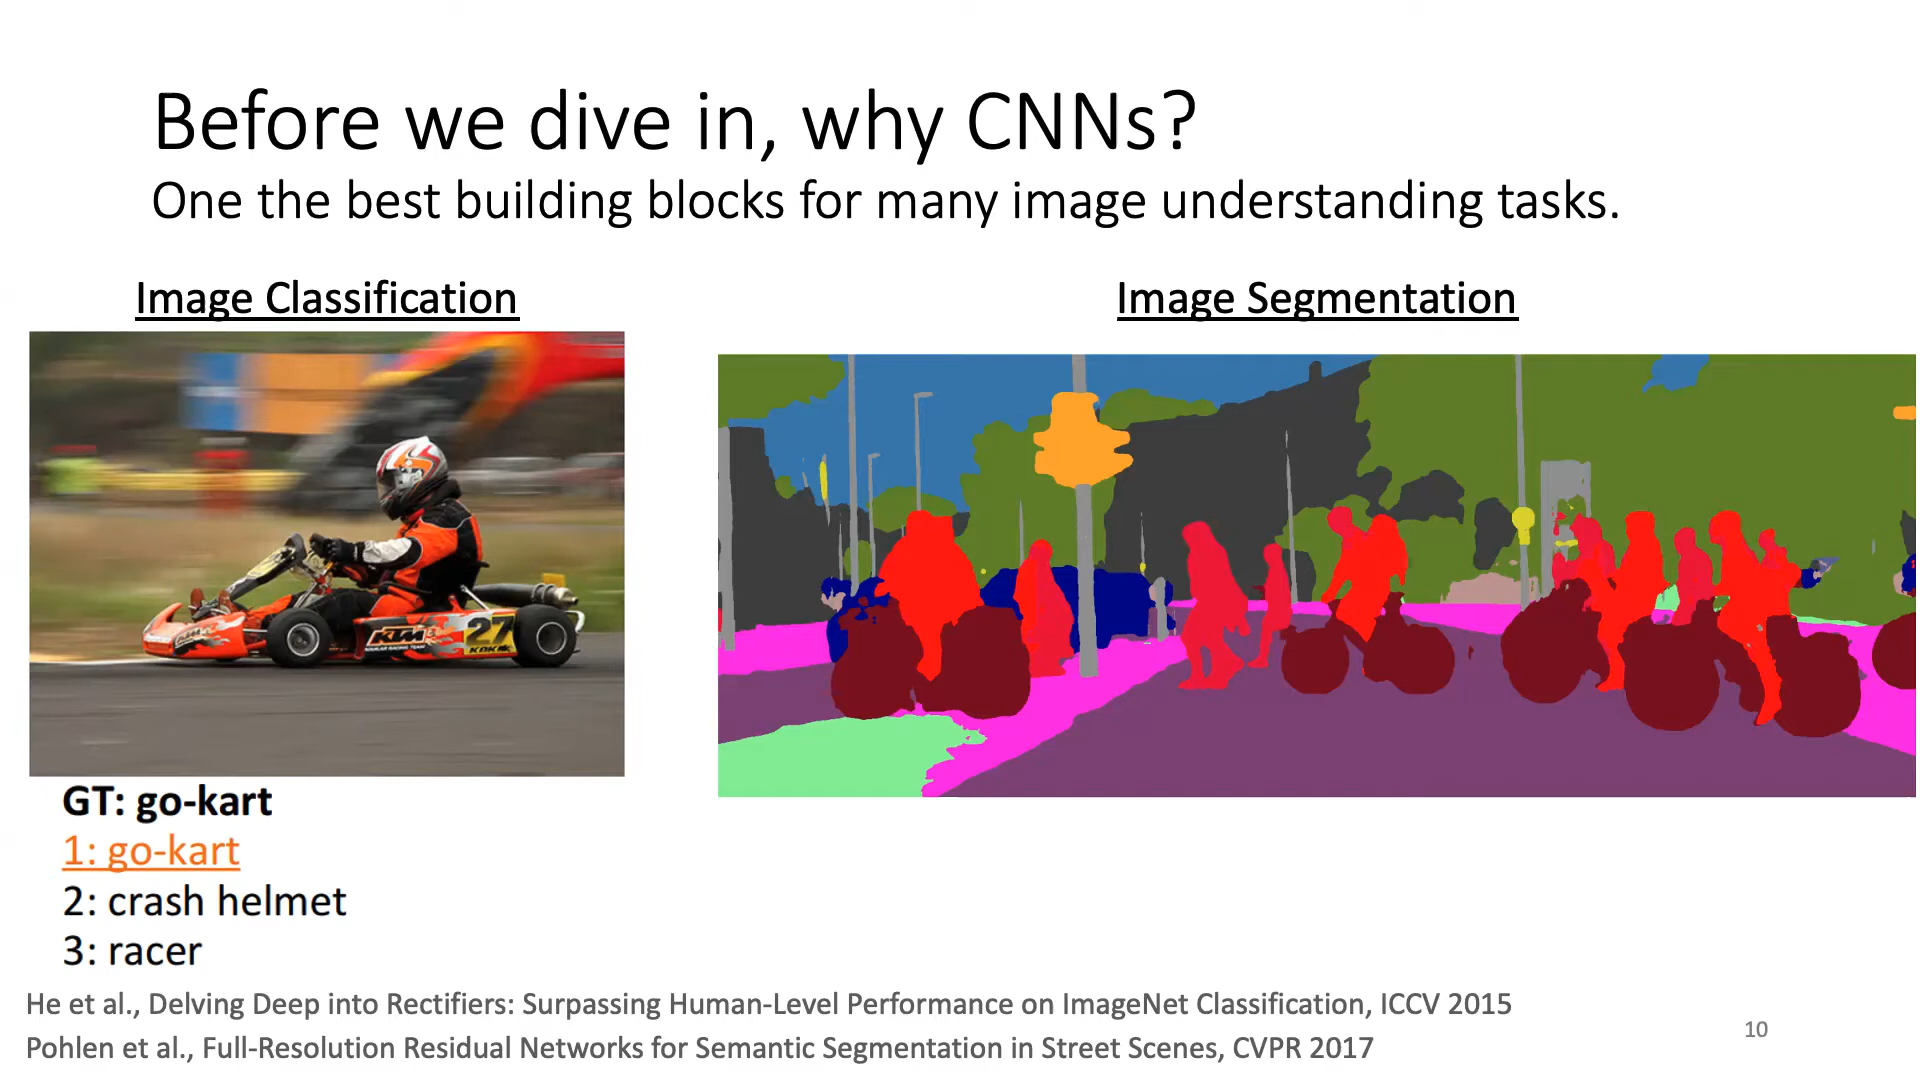 Before we dive in, why CNNs?
One the best building blocks for many image understanding tasks.
Image Classification
Image Segmentation
KTM
27
GT: go-kart
1: go-kart
2: crash helmet
3: racer
He et al., Delving Deep into Rectifiers: Surpassing Human-Level Performance on ImageNet Classification, ICCV 2015
Pohlen et al., Full-Resolution Residual Networks for Semantic Segmentation in Street Scenes, CVPR 2017
10